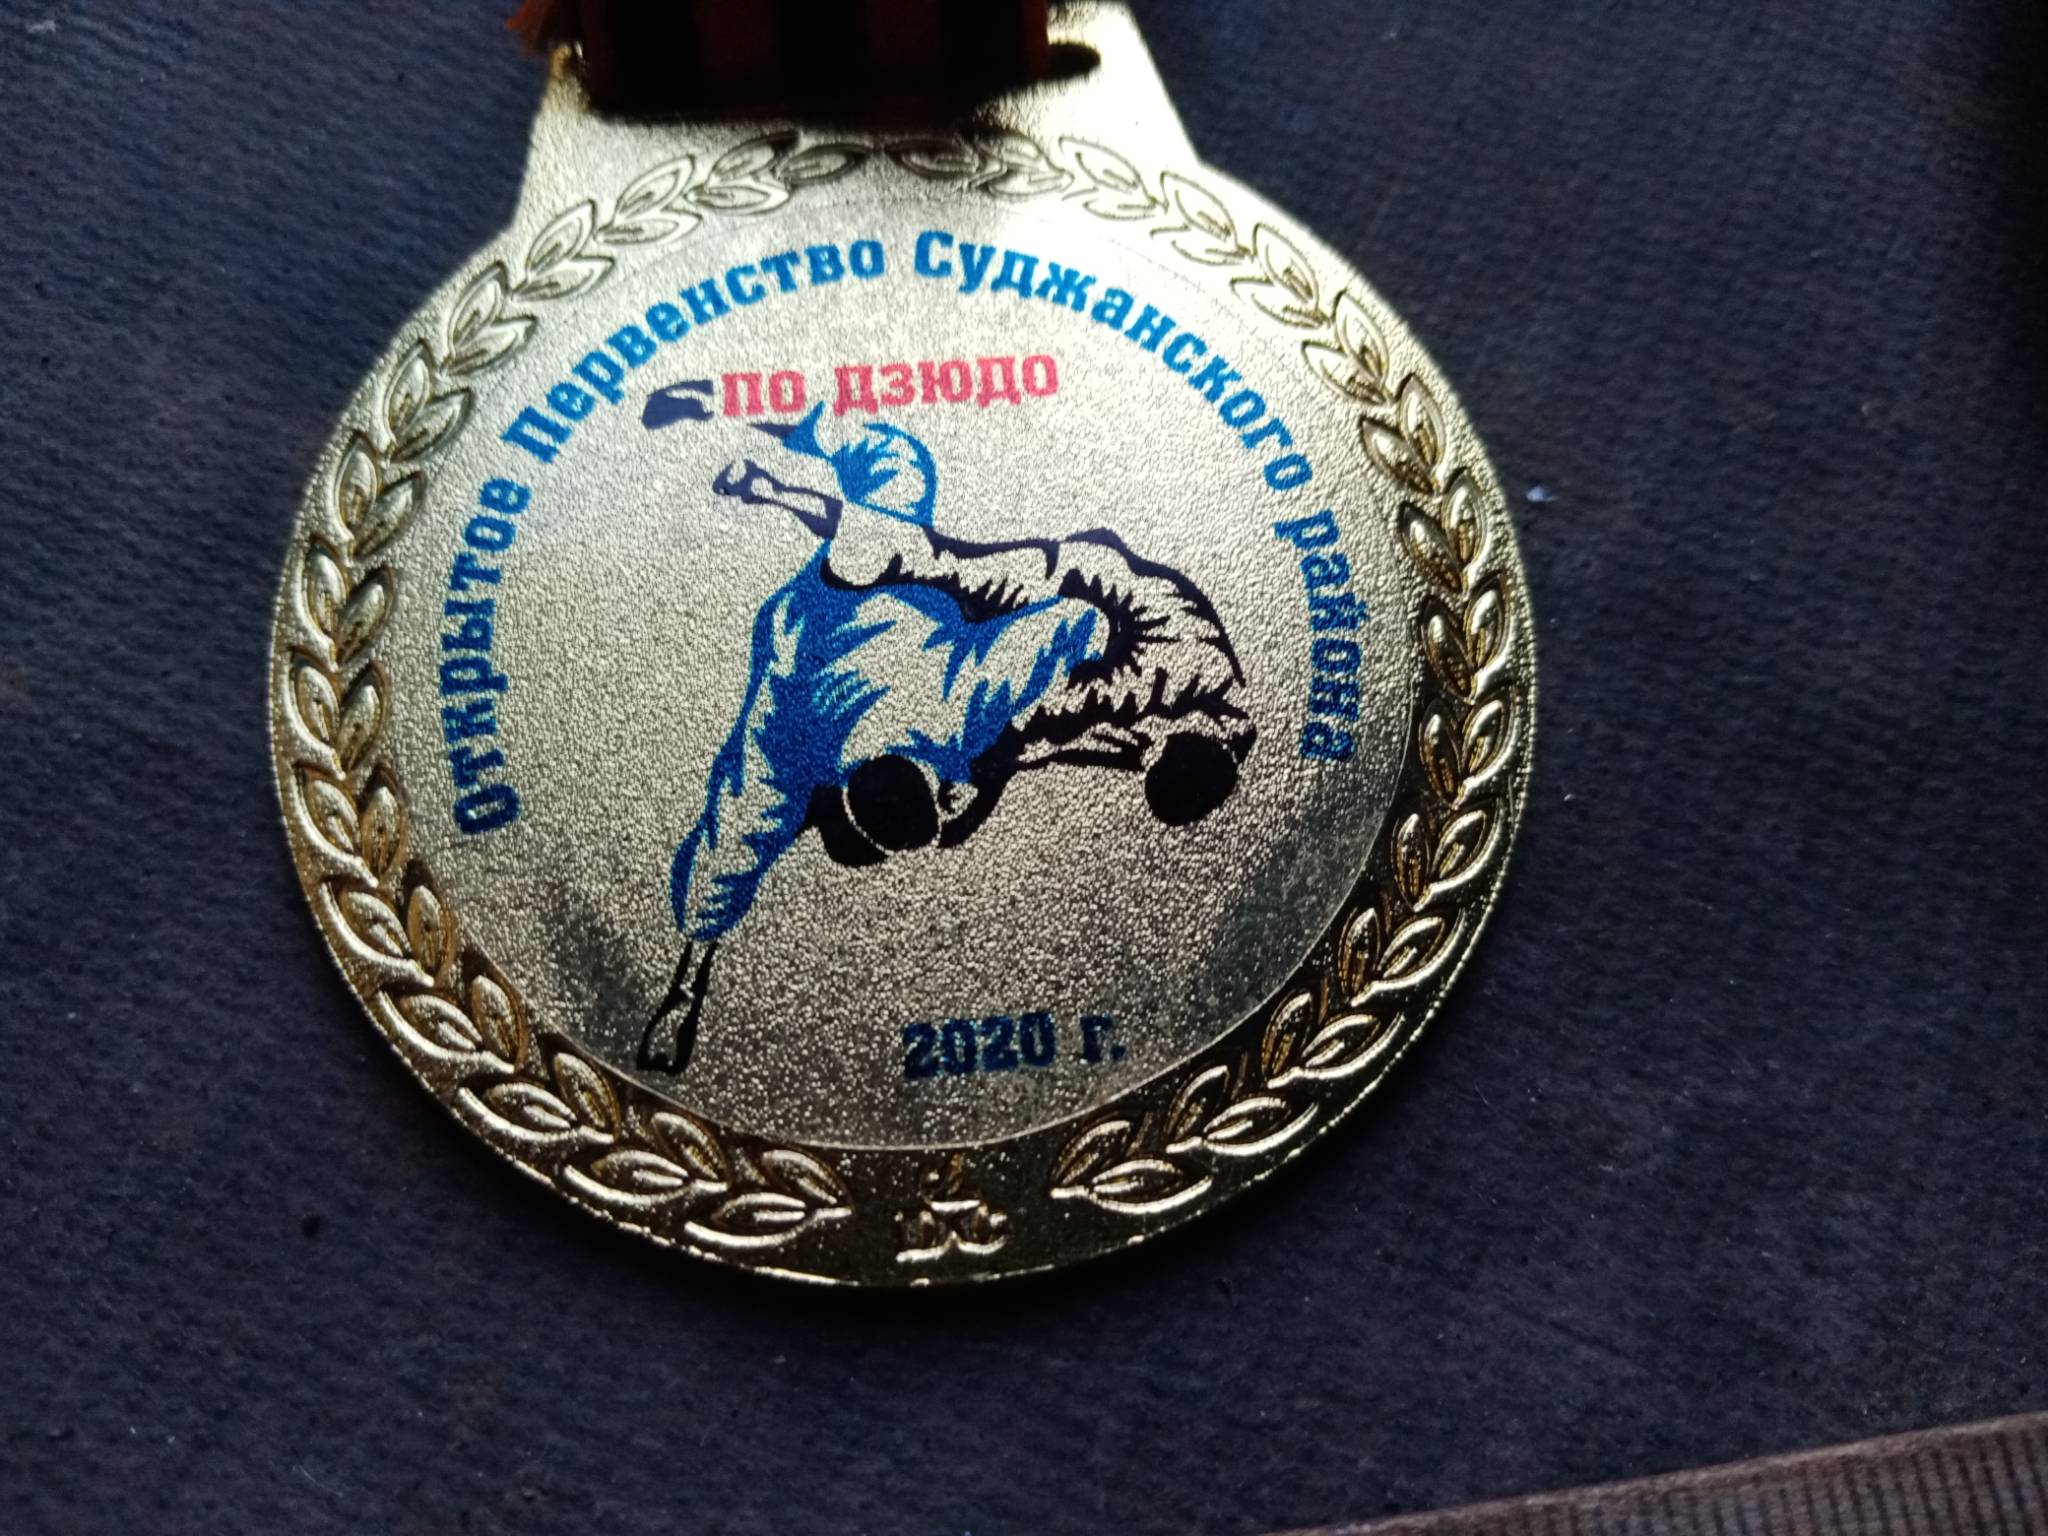 Открытое Первенство Суджанского района
по дзюдо
2020 г.